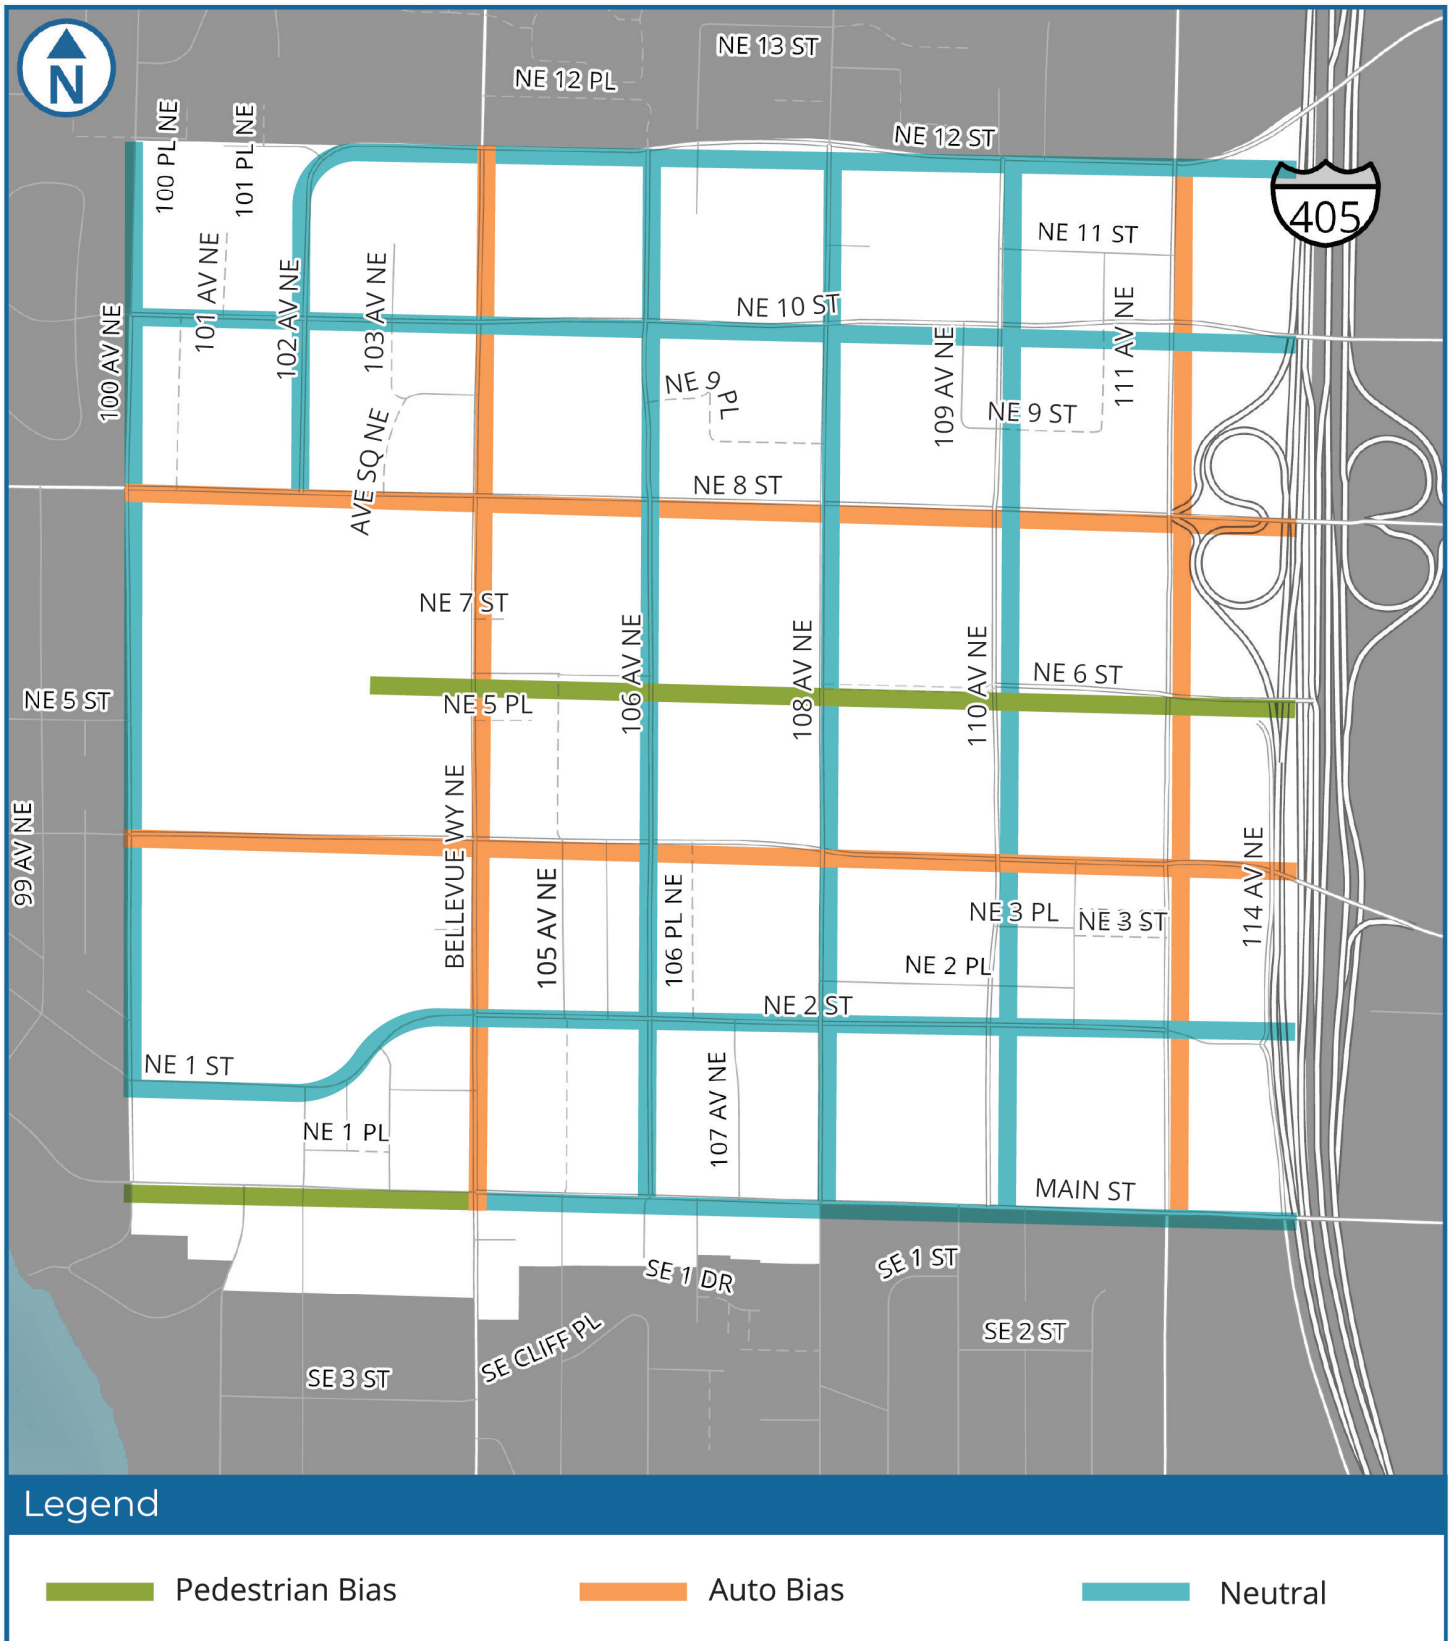 N
NE 13 ST
NE 12 PL
NE 12 ST
100 PL NE
101 PL NE
405
NE 11 ST
101 AV NE
102 AV NE
103 AV NE
NE 10 ST
111 AV NE
100 AV NE
109 AV NE
NE 9 PL
NE 9 ST
AVE SQ NE
NE 8 ST
NE 7 ST
106 AV NE
108 AV NE
110 AV NE
NE 6 ST
NE 5 ST
NE 5 PL
BELLEVUE WY NE
99 AV NE
114 AV NE
105 AV NE
106 PL NE
NE 3 PL
NE 3 ST
NE 2 PL
NE 2 ST
NE 1 ST
107 AV NE
NE 1 PL
MAIN ST
SE 1 ST
SE 1 DR
SE 2 ST
SE CLIFF PL
SE 3 ST
Legend
Pedestrian Bias
Auto Bias
Neutral